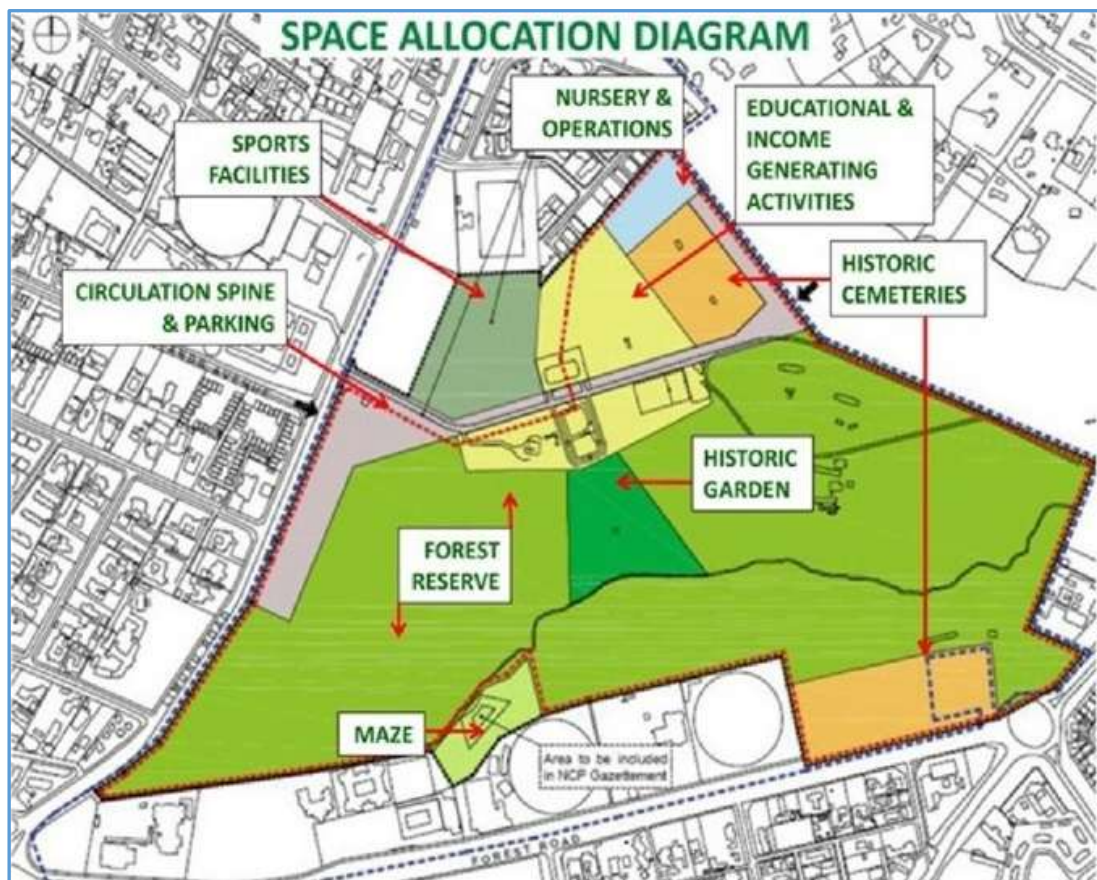 SPACE ALLOCATION DIAGRAM
NURSERY &
OPERATIONS
EDUCATIONAL &
INCOME
GENERATING
ACTIVITIES
SPORTS
FACILITIES
HISTORIC
CEMETERIES
CIRCULATION SPINE
& PARKING
HISTORIC
GARDEN
FOREST
RESERVE
MAZE
Area to be included
in NCP Gazettement
FOREST ROAD